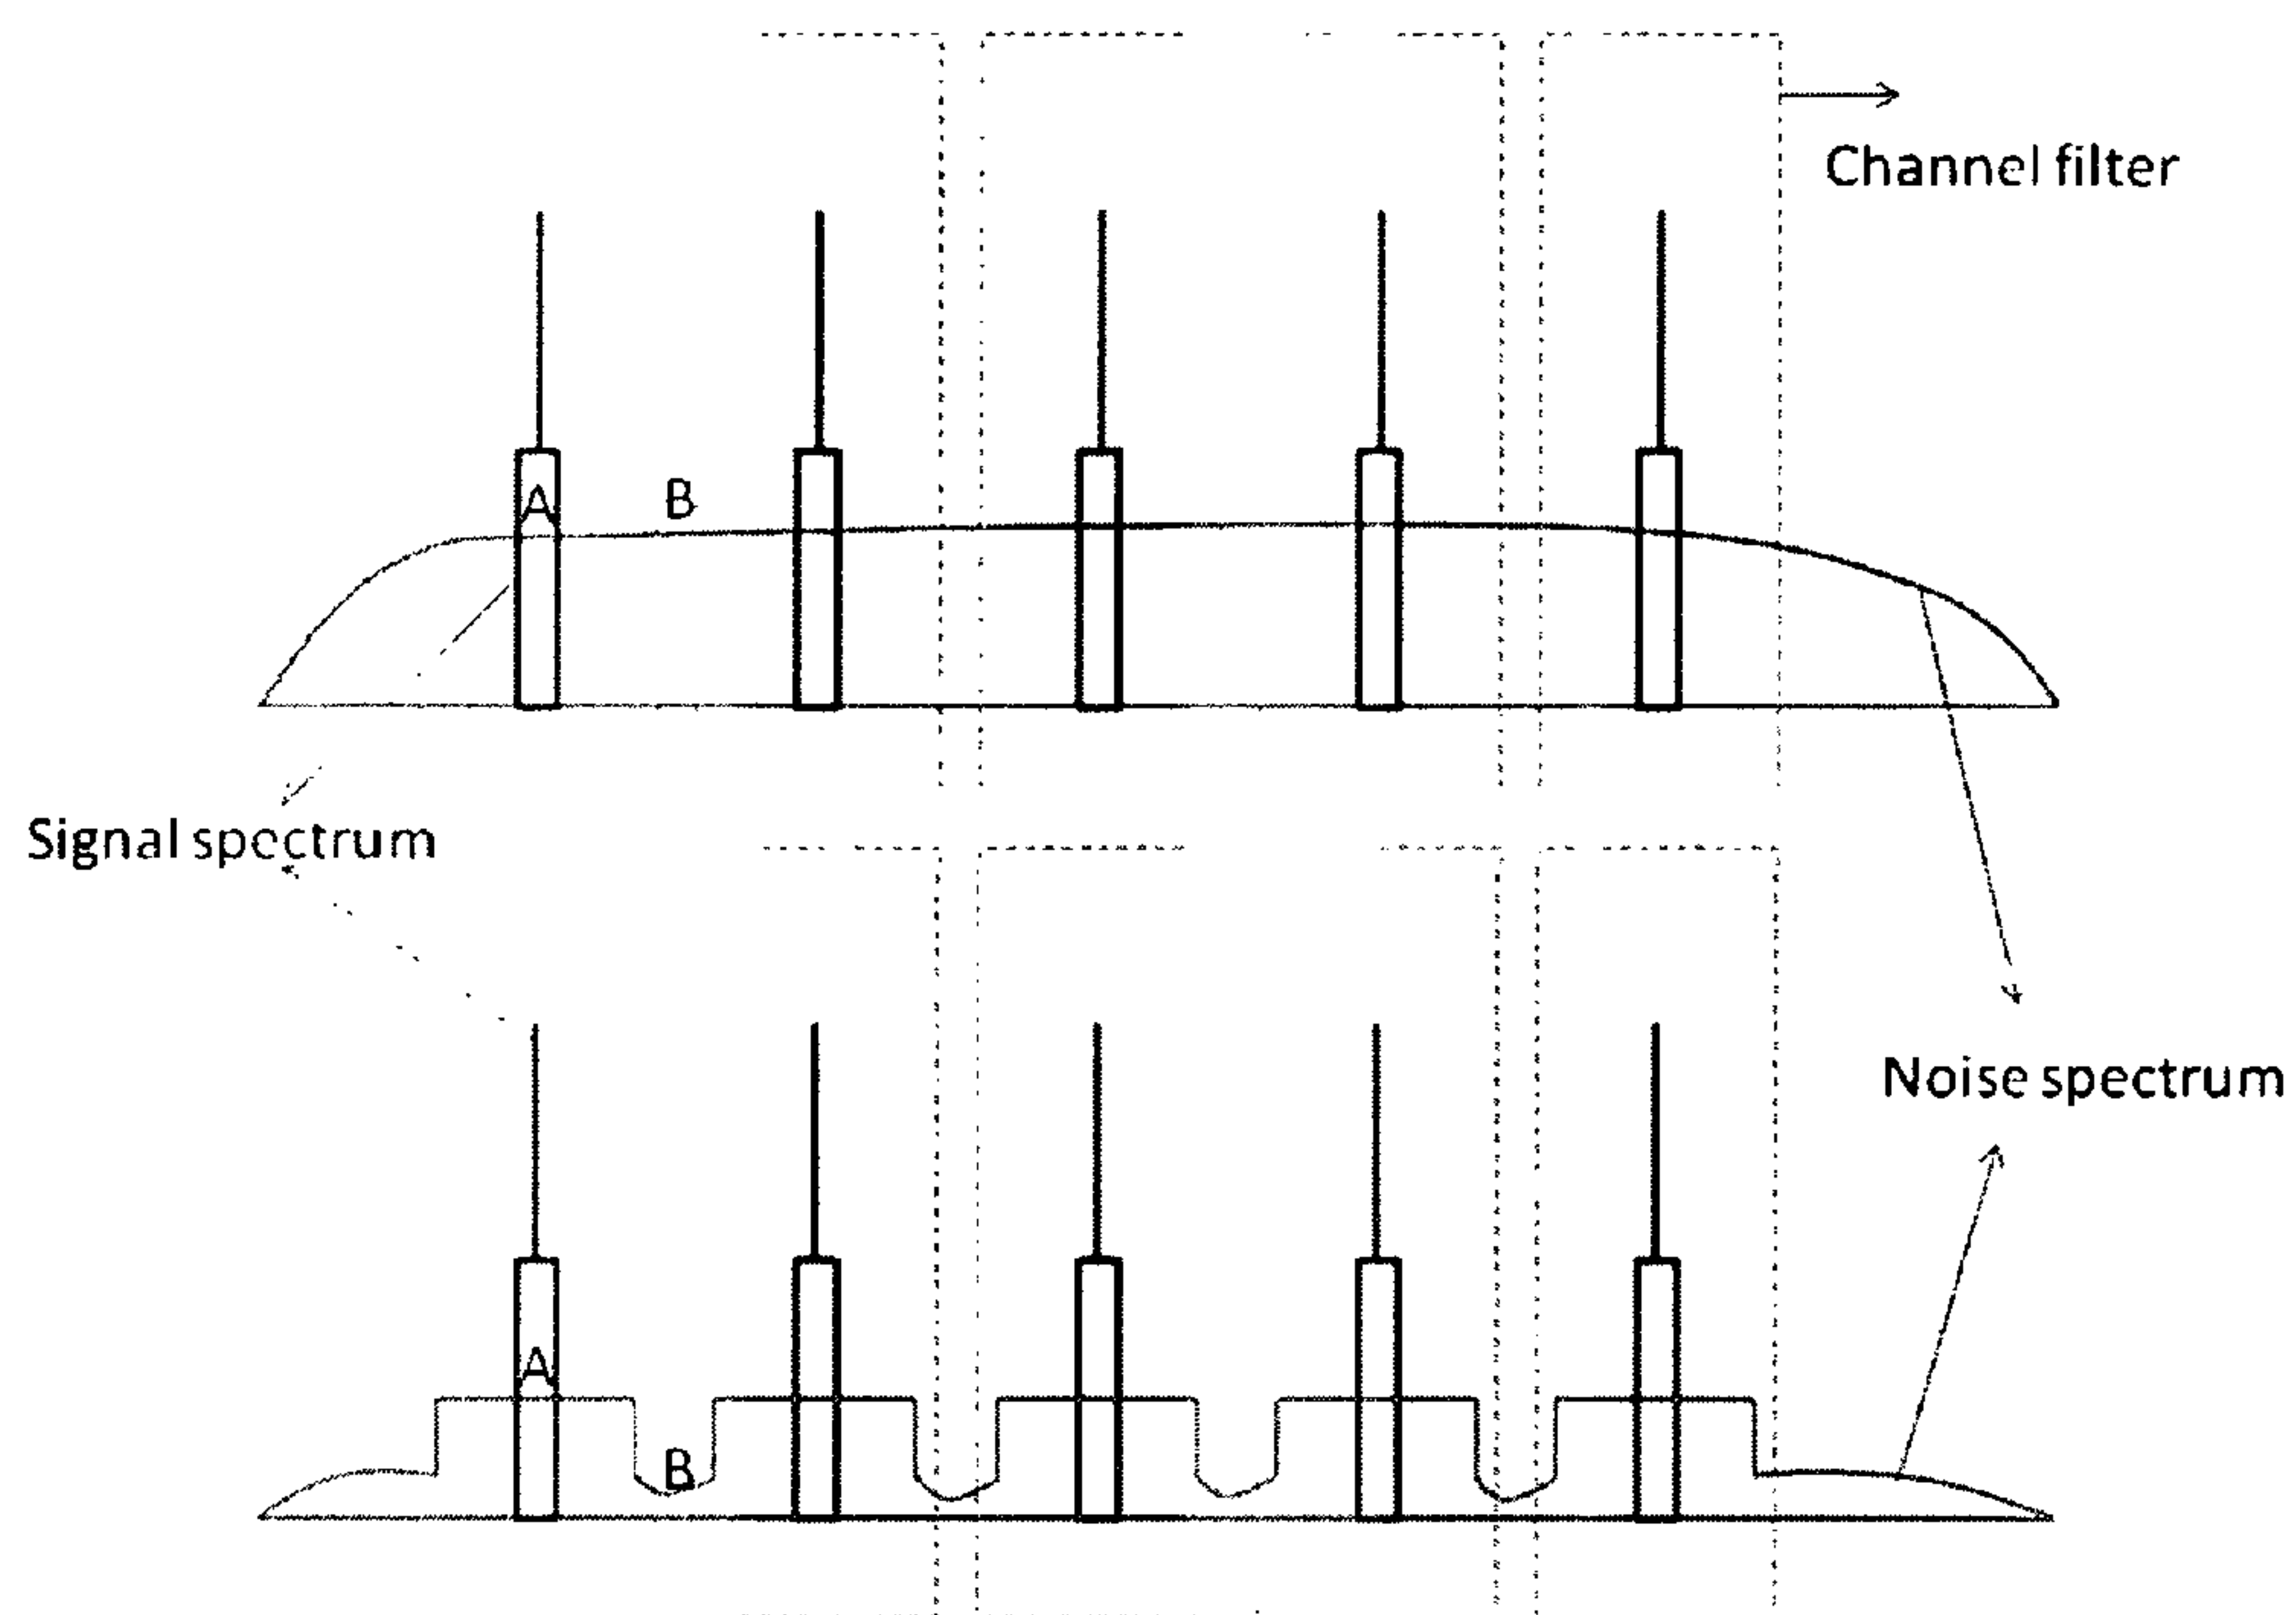 Channel filter
A
B
Signal spectrum
Noise spectrum
A
B